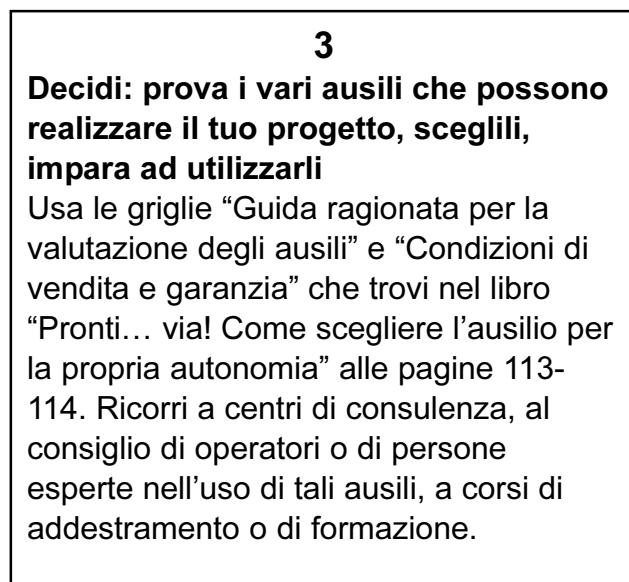 3
Decidi: prova i vari ausili che possono
realizzare il tuo progetto, sceglili,
impara ad utilizzarli
Usa le griglie “Guida ragionata per la
valutazione degli ausili” e “Condizioni di
vendita e garanzia” che trovi nel libro
“Pronti… via! Come scegliere l’ausilio per
la propria autonomia” alle pagine 113-
114. Ricorri a centri di consulenza, al
consiglio di operatori o di persone
esperte nell’uso di tali ausili, a corsi di
addestramento o di formazione.